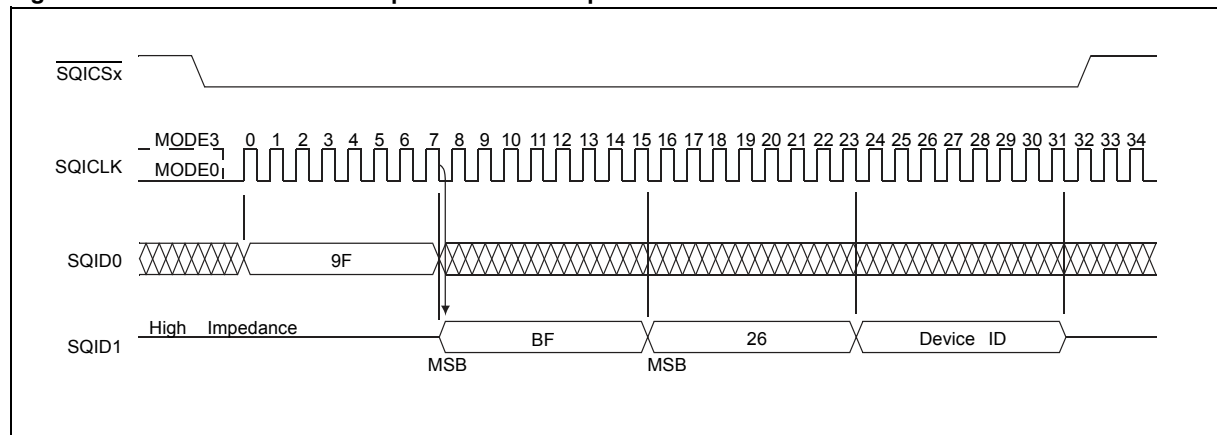 SQICSx
MODE3 0 1 2 3 4 5 6 7 8 9 10 11 12 13 14 15 16 17 18 19 20 21 22 23 24 25 26 27 28 29 30 31 32 33 34
SQICLK
MODE0
SQID0 9F
High Impedance
SQID1 BF 26 Device ID
MSB MSB